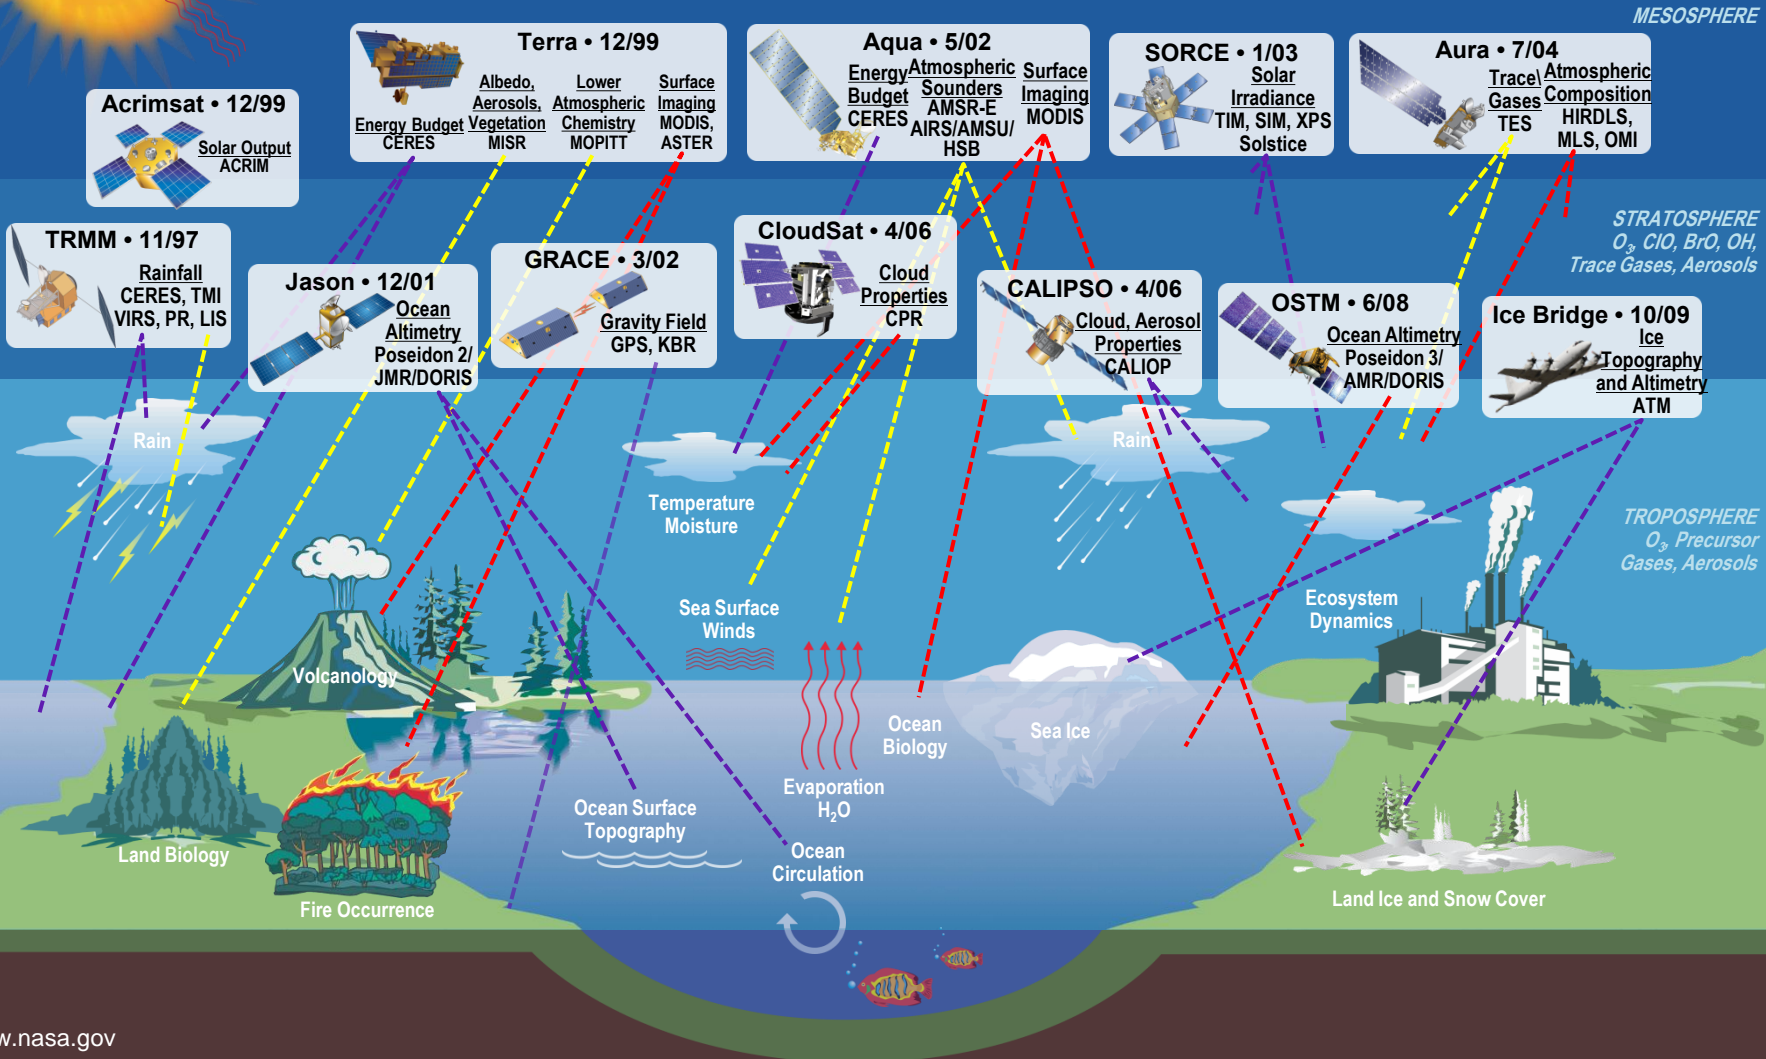 MESOSPHERE
Terra • 12/99
Energy Budget
CERES
Albedo,
Aerosols,
Vegetation
MISR
Lower
Atmospheric
Chemistry
MOPITT
Surface
Imaging
MODIS,
ASTER
Aqua • 5/02
Energy
Budget
CERES
Atmospheric
Sounders
AMSR-E
AIRS/AMSU/
HSB
Surface
Imaging
MODIS
SORCE • 1/03
Solar
Irradiance
TIM, SIM, XPS
Solstice
Aura • 7/04
Trace\
Gases
TES
Atmospheric
Composition
HIRDLS,
MLS, OMI
Acrimsat • 12/99
Solar Output
ACRIM
STRATOSPHERE
O3, ClO, BrO, OH,
Trace Gases, Aerosols
TRMM • 11/97
Rainfall
CERES, TMI
VIRS, PR, LIS
Jason • 12/01
Ocean
Altimetry
Poseidon 2/
JMR/DORIS
GRACE • 3/02
Gravity Field
GPS, KBR
CloudSat • 4/06
Cloud
Properties
CPR
CALIPSO • 4/06
Cloud, Aerosol
Properties
CALIOP
OSTM • 6/08
Ocean Altimetry
Poseidon 3/
AMR/DORIS
Ice Bridge • 10/09
Ice
Topography
and Altimetry
ATM
Rain
Rain
Temperature
Moisture
TROPOSPHERE
O3, Precursor
Gases, Aerosols
Sea Surface
Winds
Ecosystem
Dynamics
Volcanology
Ocean
Biology
Sea Ice
Evaporation
H2O
Ocean Surface
Topography
Land Biology
Ocean
Circulation
Fire Occurrence
Land Ice and Snow Cover
w.nasa.gov